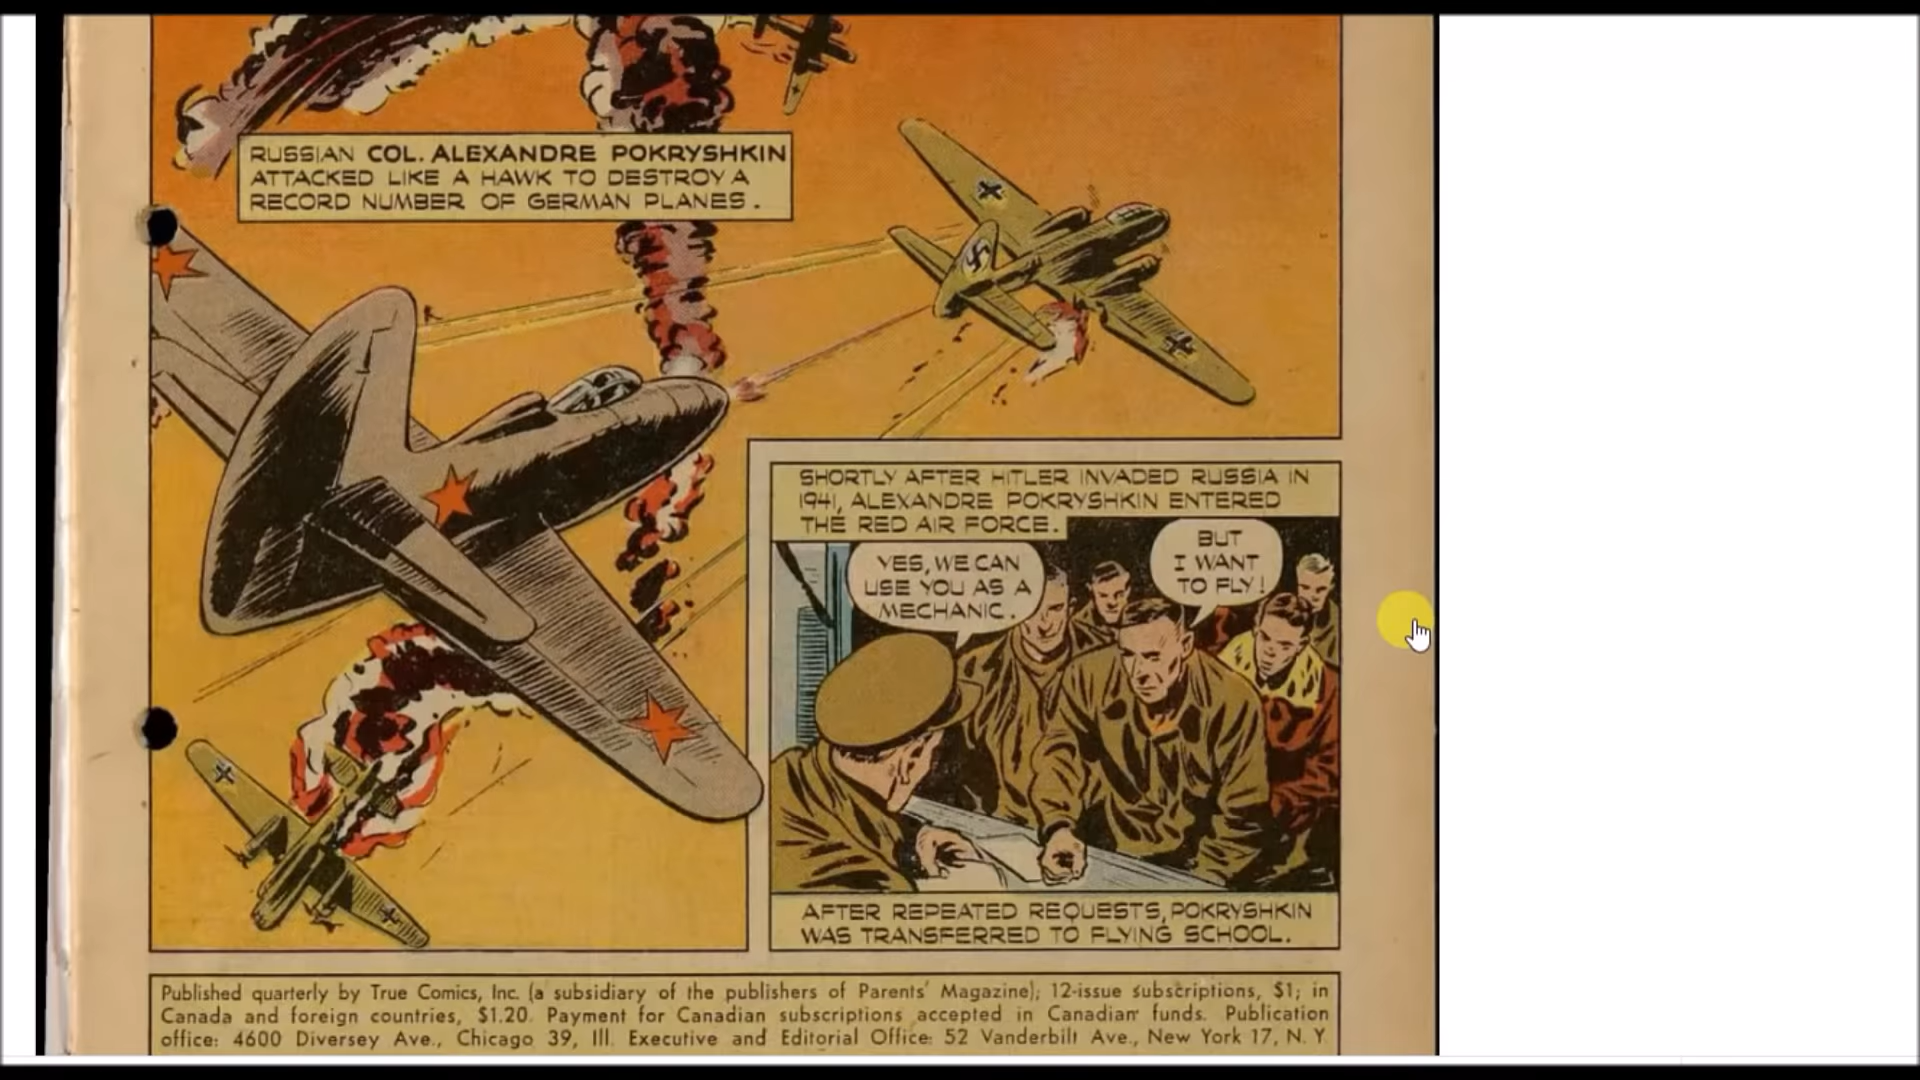 RUSSIAN COL. ALEXANDRE POKRYSHKIN
ATTACKED LIKE A HAWK TO DESTROY A
RECORD NUMBER OF GERMAN PLANES.
SHORTLY AFTER HITLER INVADED RUSSIA IN
1941, ALEXANDRE POKRYSHKIN ENTERED
THE RED AIR FORCE.
YES, WE CAN
USE YOU AS A
MECHANIC.
BUT
I WANT
TO FLY!
AFTER REPEATED REQUESTS, POKRYSHKIN
WAS TRANSFERRED TO FLYING SCHOOL.
Published quarterly by True Comics, Inc. (a subsidiary of the publishers of Parents' Magazine); 12-issue subscriptions, $1; in
Canada and foreign countries, $1.20. Payment for Canadian subscriptions accepted in Canadian funds. Publication
office: 4600 Diversey Ave., Chicago 39, Ill. Executive and Editorial Office: 52 Vanderbilt Ave., New York 17, N. Y.